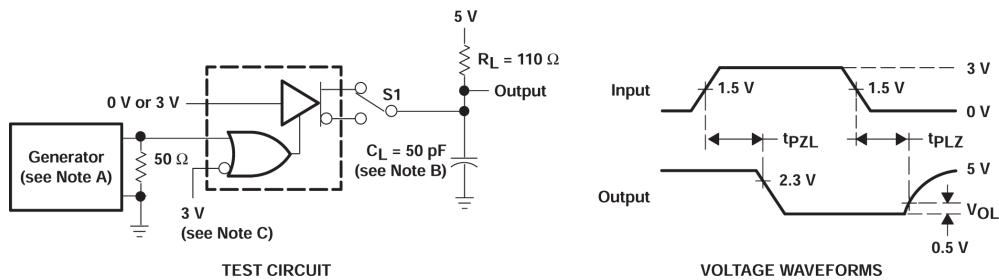 5 V
RL = 110 Ω
S1
Output
0 V or 3 V
Generator
(see Note A)
50 Ω
CL = 50 pF
(see Note B)
3 V
(see Note C)
TEST CIRCUIT
Input
1.5 V
1.5 V
3 V
0 V
tPZL
tPLZ
Output
2.3 V
5 V
VOL
0.5 V
VOLTAGE WAVEFORMS